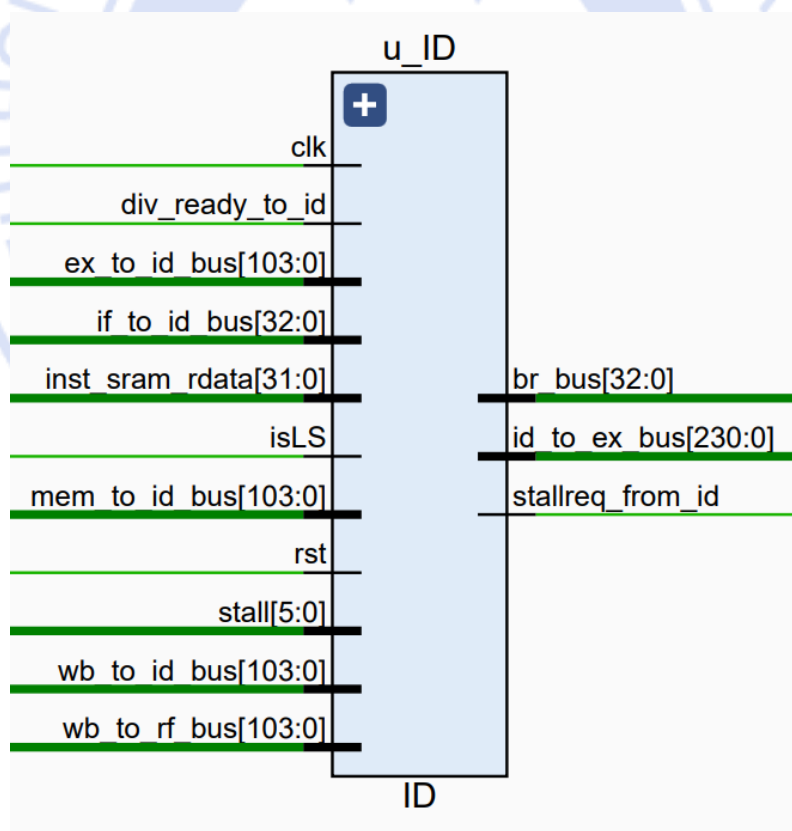 u_ID
clk
div_ready_to_id
ex_to_id_bus[103:0]
if_to_id_bus[32:0]
inst_sram_rdata[31:0]
isLS
mem_to_id_bus[103:0]
rst
stall[5:0]
wb_to_id_bus[103:0]
wb_to_rf_bus[103:0]
br_bus[32:0]
id_to_ex_bus[230:0]
stallreq_from_id
ID